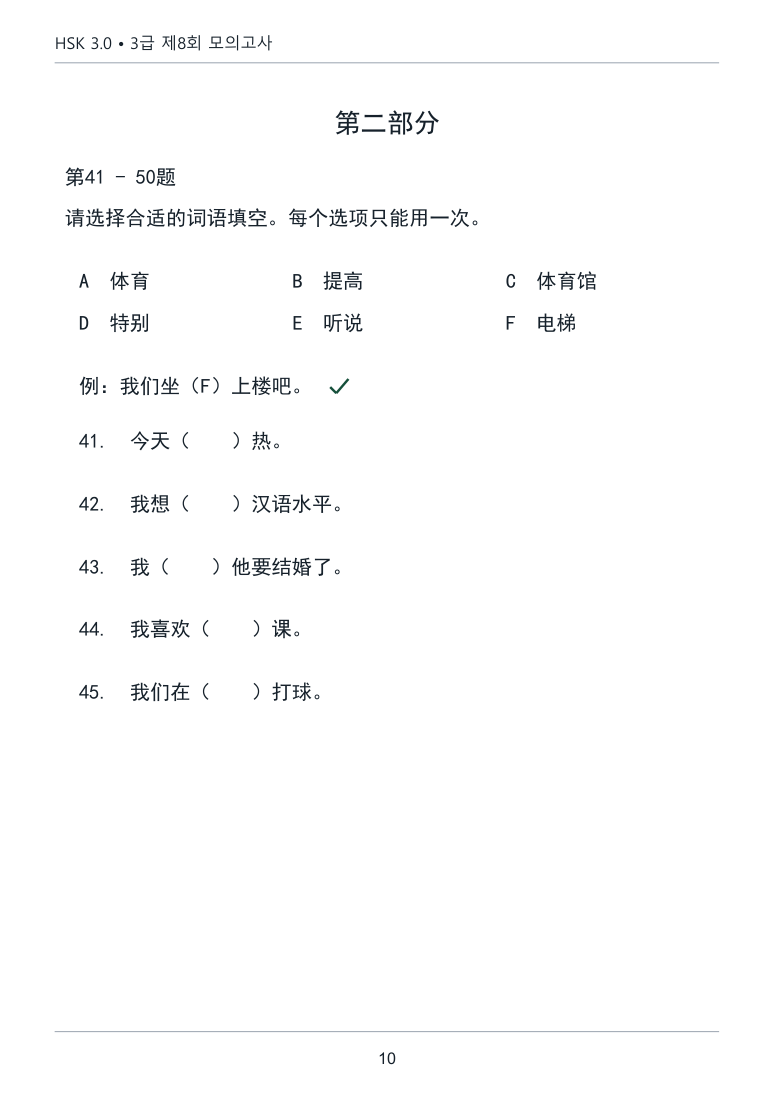 HSK 3.0 • 3급 제8회 모의고사
第二部分
第41 - 50题
请选择合适的词语填空。每个选项只能用一次。
A 体育 B 提高 C 体育馆
D 特别 E 听说 F 电梯
例：我们坐（F）上楼吧。 ✓
41. 今天（ ）热。
42. 我想（ ）汉语水平。
43. 我（ ）他要结婚了。
44. 我喜欢（ ）课。
45. 我们在（ ）打球。
10